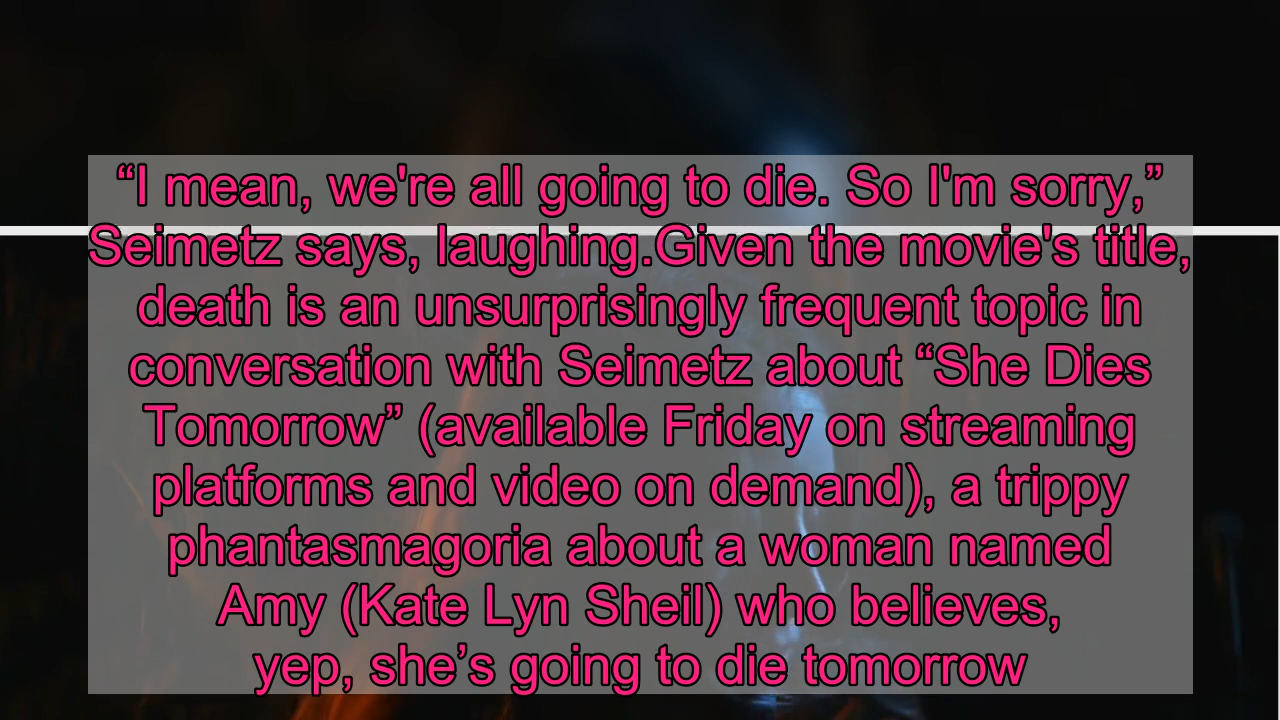 “I mean, we're all going to die. So I'm sorry,”
Seimetz says, laughing.Given the movie's title,
death is an unsurprisingly frequent topic in
conversation with Seimetz about “She Dies
Tomorrow” (available Friday on streaming
platforms and video on demand), a trippy
phantasmagoria about a woman named
Amy (Kate Lyn Sheil) who believes,
yep, she’s going to die tomorrow